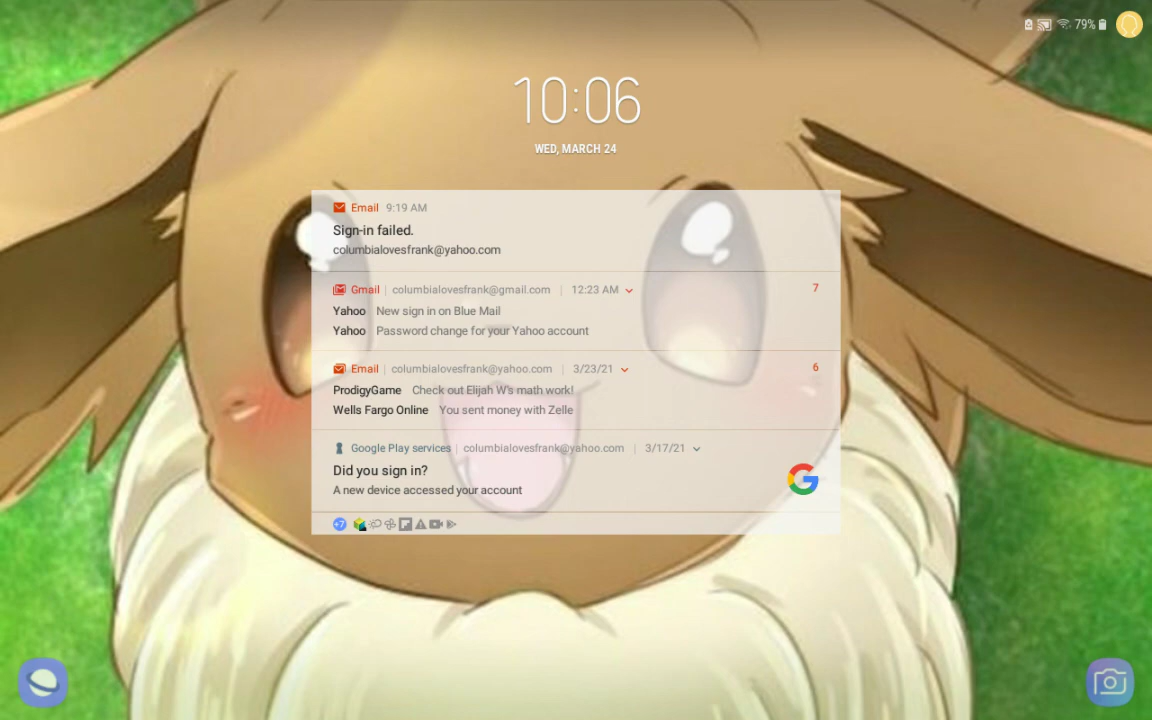 79%
10:06
WED, MARCH 24
Email 9:19 AM
Sign-in failed.
columbialovesfrank@yahoo.com
Gmail | columbialovesfrank@gmail.com | 12:23 AM 7
Yahoo New sign in on Blue Mail
Yahoo Password change for your Yahoo account
Email | columbialovesfrank@yahoo.com | 3/23/21 6
ProdigyGame Check out Elijah W's math work!
Wells Fargo Online You sent money with Zelle
Google Play services | columbialovesfrank@yahoo.com | 3/17/21
Did you sign in?
A new device accessed your account
+7